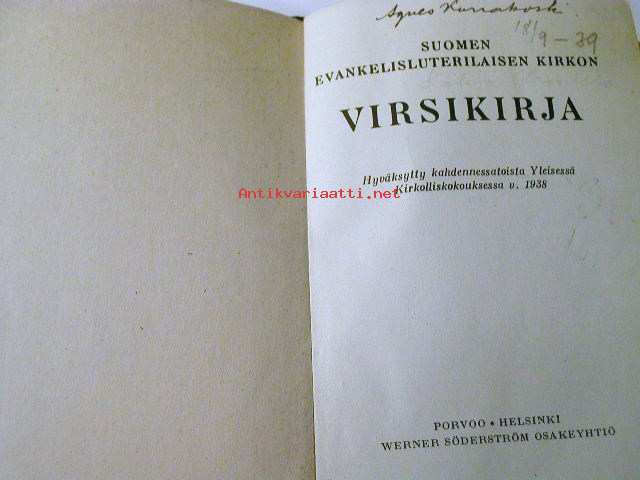 Agnes
18/9 - 39
SUOMEN
EVANKELISLUTERILAISEN KIRKON
VIRSIKIRJA
Hyväksytty kahdennessatoista Yleisessä
Kirkolliskokouksessa v. 1938
Antikvariaatti.net
PORVOO • HELSINKI
WERNER SÖDERSTRÖM OSAKEYHTIÖ